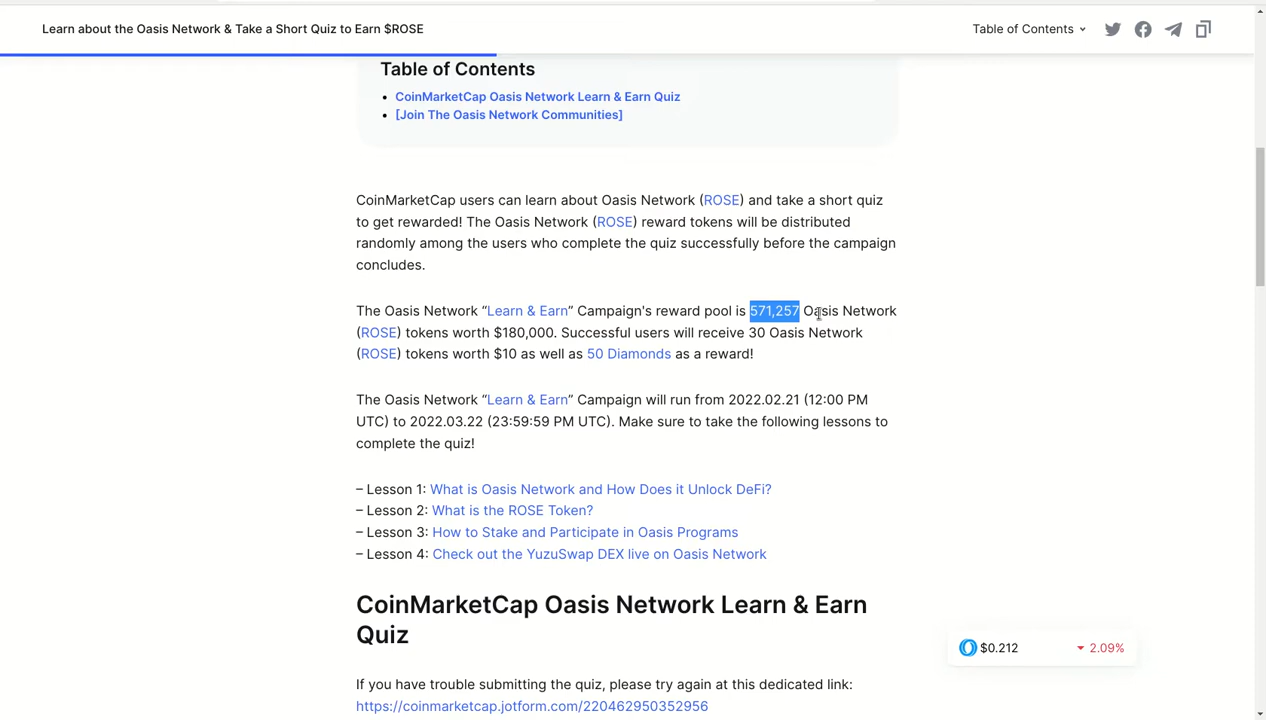 Learn about the Oasis Network & Take a Short Quiz to Earn $ROSE
Table of Contents
Table of Contents
• CoinMarketCap Oasis Network Learn & Earn Quiz
• [Join The Oasis Network Communities]
CoinMarketCap users can learn about Oasis Network (ROSE) and take a short quiz
to get rewarded! The Oasis Network (ROSE) reward tokens will be distributed
randomly among the users who complete the quiz successfully before the campaign
concludes.
The Oasis Network “Learn & Earn” Campaign's reward pool is 571,257 Oasis Network
(ROSE) tokens worth $180,000. Successful users will receive 30 Oasis Network
(ROSE) tokens worth $10 as well as 50 Diamonds as a reward!
The Oasis Network “Learn & Earn” Campaign will run from 2022.02.21 (12:00 PM
UTC) to 2022.03.22 (23:59:59 PM UTC). Make sure to take the following lessons to
complete the quiz!
– Lesson 1: What is Oasis Network and How Does it Unlock DeFi?
– Lesson 2: What is the ROSE Token?
– Lesson 3: How to Stake and Participate in Oasis Programs
– Lesson 4: Check out the YuzuSwap DEX live on Oasis Network
CoinMarketCap Oasis Network Learn & Earn
Quiz
$0.212 2.09%
If you have trouble submitting the quiz, please try again at this dedicated link:
https://coinmarketcap.jotform.com/220462950352956